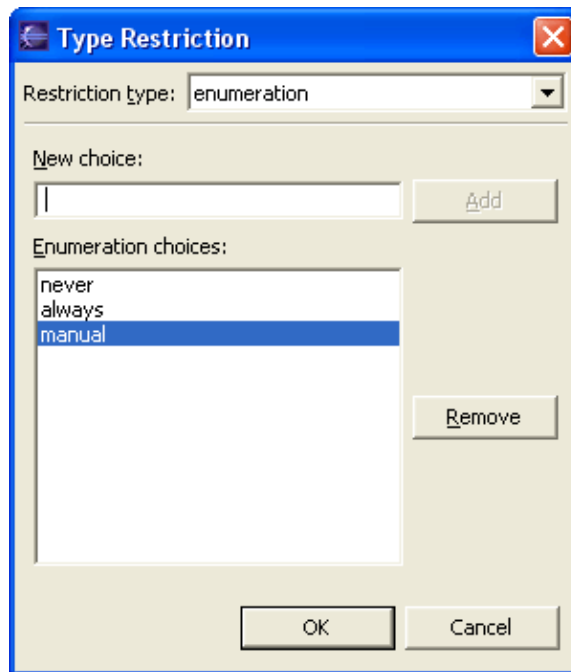 Type Restriction
Restriction type: enumeration
New choice:
Add
Enumeration choices:
never
always
manual
Remove
OK Cancel